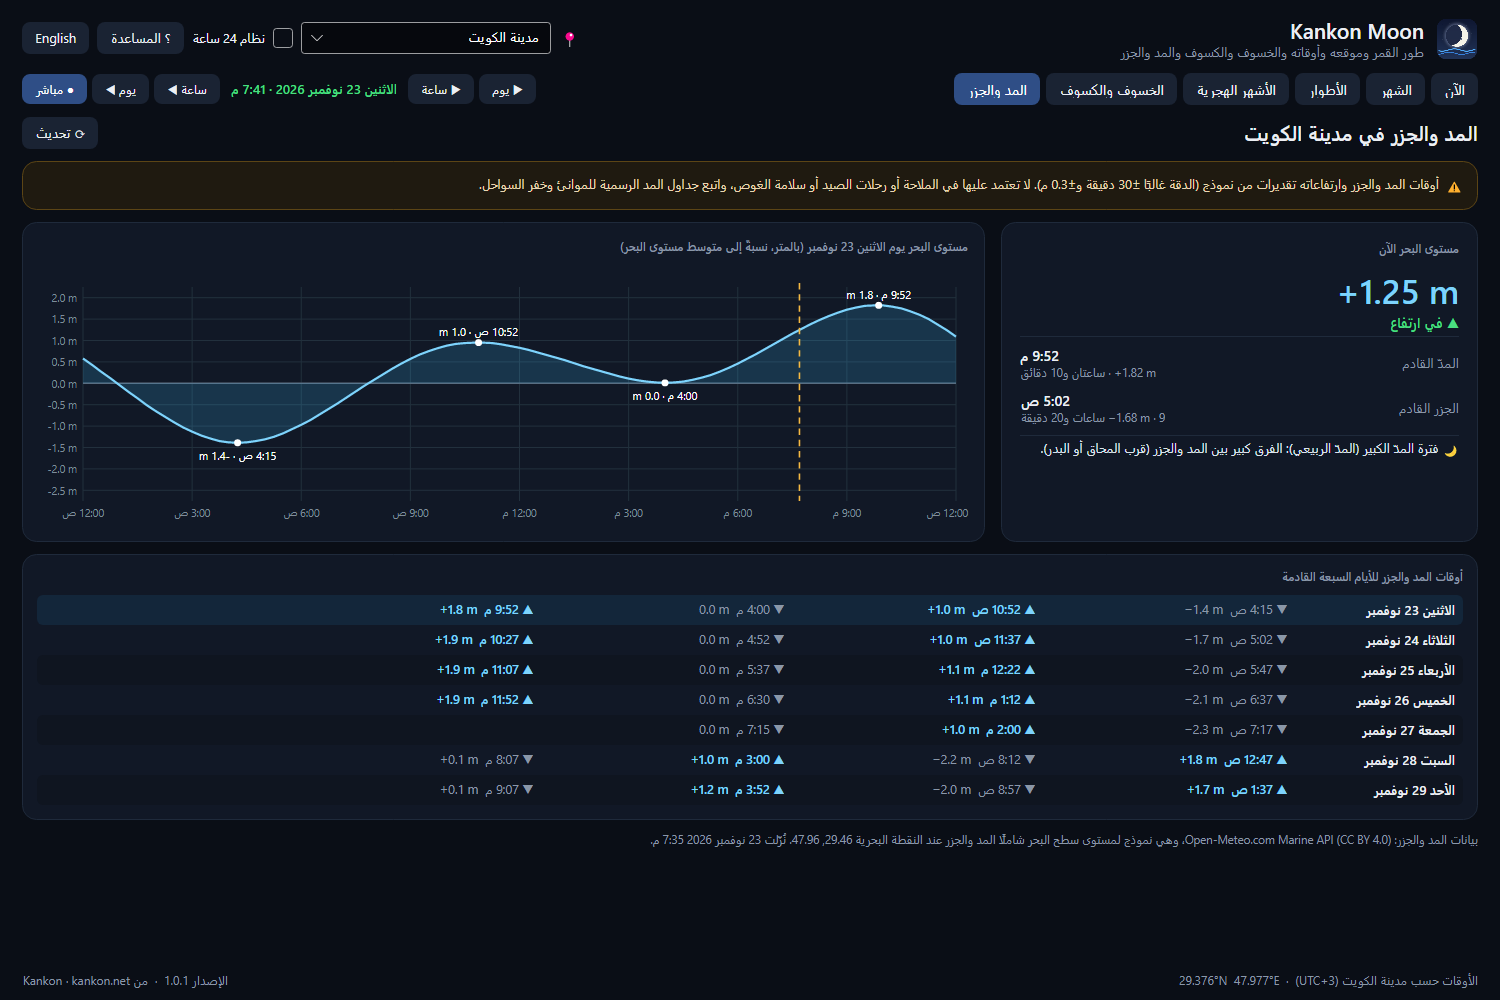 Kankon Moon
طور القمر وموقعه وأوقاته والخسوف والكسوف والمد والجزر
مدينة الكويت
نظام 24 ساعة
؟ المساعدة
English
الآن
الشهر
الأطوار
الأشهر الهجرية
الخسوف والكسوف
المد والجزر
◀ يوم
◀ ساعة
الاثنين 23 نوفمبر 2026 · 7:41 م
ساعة ▶
يوم ▶
● مباشر
المد والجزر في مدينة الكويت
⟳ تحديث
⚠ أوقات المد والجزر وارتفاعاته تقديرات من نموذج (الدقة غالبًا ±30 دقيقة و±0.3 م). لا تعتمد عليها في الملاحة أو رحلات الصيد أو سلامة الغوص، واتبع جداول المد الرسمية للموانئ وخفر السواحل.
مستوى البحر الآن
+1.25 m
▲ في ارتفاع
المدّ القادم
9:52 م
+1.82 m · ساعتان و10 دقائق
الجزر القادم
5:02 ص
−1.68 m · 9 ساعات و20 دقيقة
🌙 فترة المدّ الكبير (المدّ الربيعي): الفرق كبير بين المد والجزر (قرب المحاق أو البدر).
مستوى البحر يوم الاثنين 23 نوفمبر (بالمتر، نسبةً إلى متوسط مستوى البحر)
2.0 m
1.5 m
1.0 m
0.5 m
0.0 m
-0.5 m
-1.0 m
-1.5 m
-2.0 m
-2.5 m
4:15 ص · -1.4 m
10:52 ص · 1.0 m
4:00 م · 0.0 m
9:52 م · 1.8 m
12:00 ص
3:00 ص
6:00 ص
9:00 ص
12:00 م
3:00 م
6:00 م
9:00 م
12:00 ص
أوقات المد والجزر للأيام السبعة القادمة
الاثنين 23 نوفمبر ▼ 4:15 ص −1.4 m ▲ 10:52 ص +1.0 m ▼ 4:00 م 0.0 m ▲ 9:52 م +1.8 m
الثلاثاء 24 نوفمبر ▼ 5:02 ص −1.7 m ▲ 11:37 ص +1.0 m ▼ 4:52 م 0.0 m ▲ 10:27 م +1.9 m
الأربعاء 25 نوفمبر ▼ 5:47 ص −2.0 m ▲ 12:22 م +1.1 m ▼ 5:37 م 0.0 m ▲ 11:07 م +1.9 m
الخميس 26 نوفمبر ▼ 6:37 ص −2.1 m ▲ 1:12 م +1.1 m ▼ 6:30 م 0.0 m ▲ 11:52 م +1.9 m
الجمعة 27 نوفمبر ▼ 7:17 ص −2.3 m ▲ 2:00 م +1.0 m ▼ 7:15 م 0.0 m
السبت 28 نوفمبر ▲ 12:47 ص +1.8 m ▼ 8:12 ص −2.2 m ▲ 3:00 م +1.0 m ▼ 8:07 م +0.1 m
الأحد 29 نوفمبر ▲ 1:37 ص +1.7 m ▼ 8:57 ص −2.0 m ▲ 3:52 م +1.2 m ▼ 9:07 م +0.1 m
بيانات المد والجزر: Open-Meteo.com Marine API (CC BY 4.0)، وهي نموذج لمستوى سطح البحر شاملًا المد والجزر عند النقطة البحرية 29.46, 47.96. نُزّلت 23 نوفمبر 2026 7:35 م.
الأوقات حسب مدينة الكويت (UTC+3) · 29.376°N 47.977°E
الإصدار 1.0.1 · من Kankon · kankon.net